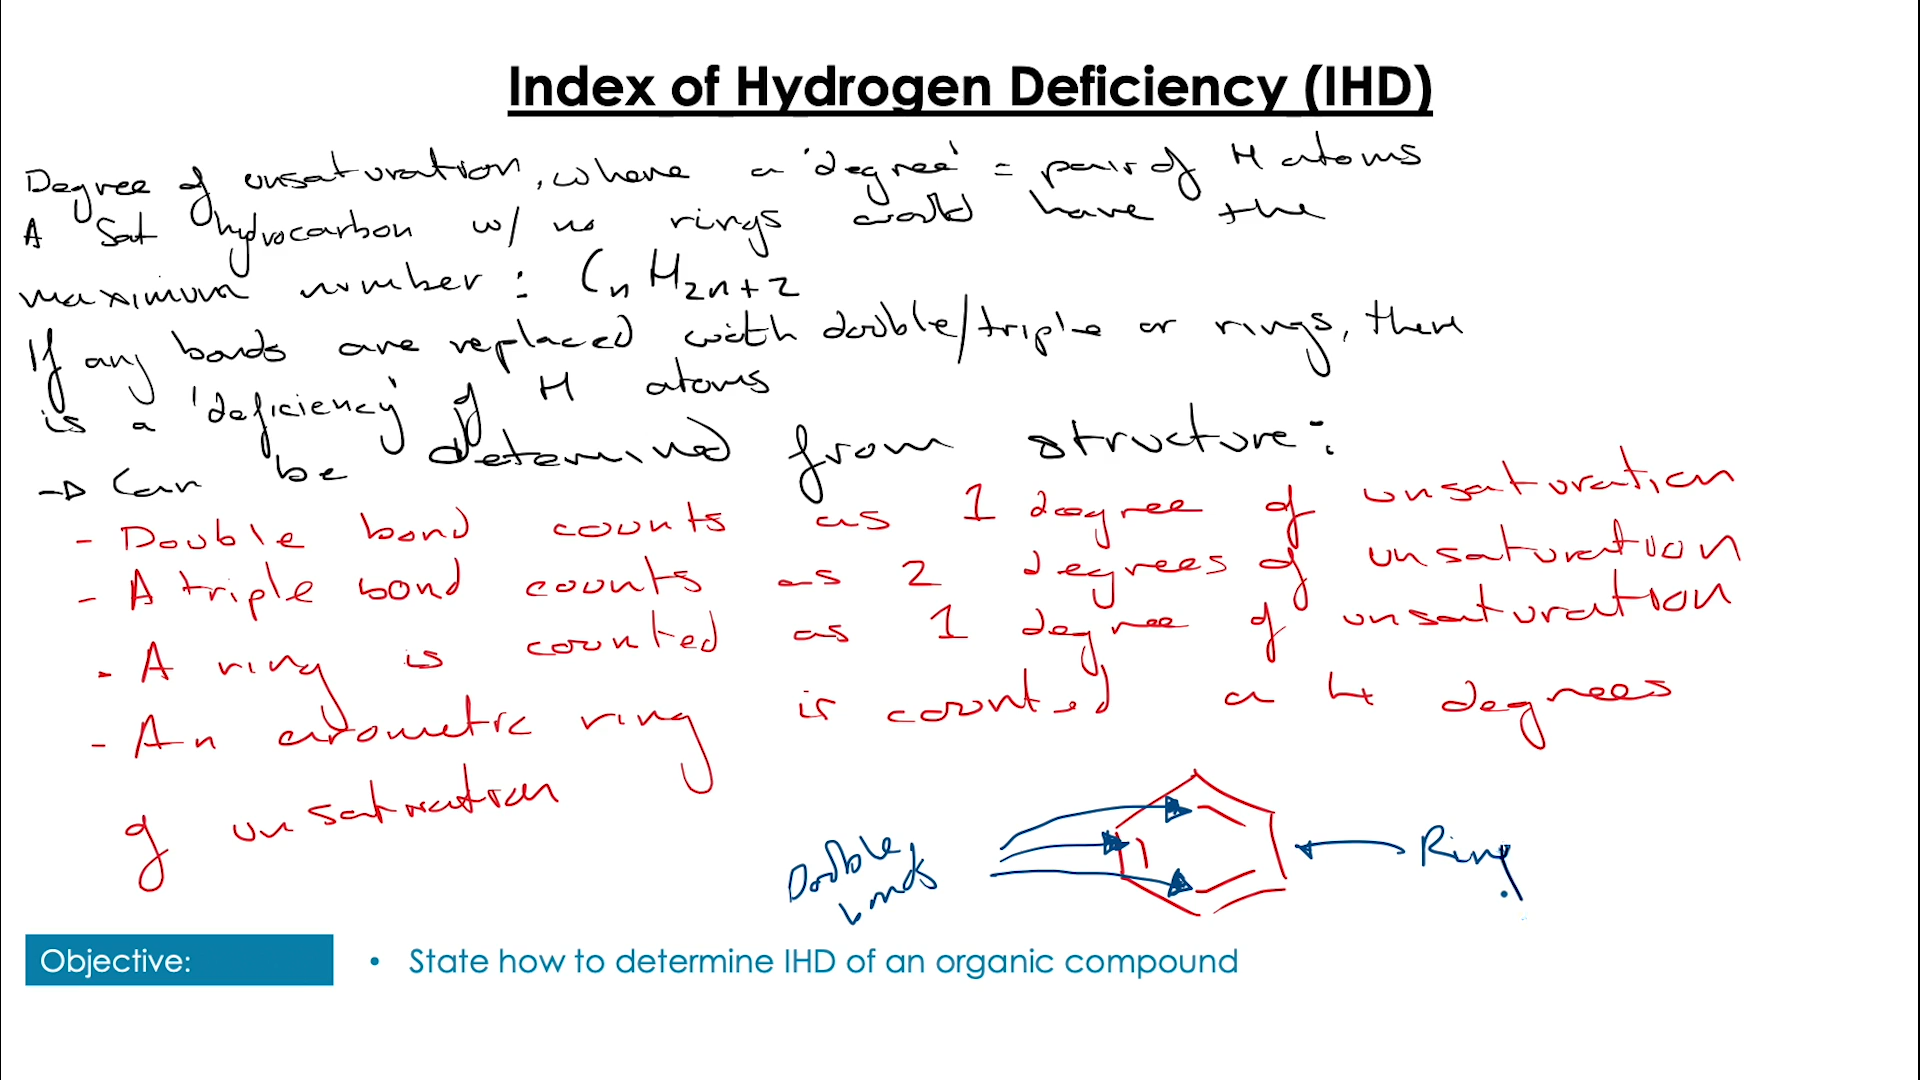 Index of Hydrogen Deficiency (IHD)
Degree of unsaturation, where a 'degree' = pair of H atoms
A sat hydrocarbon w/ no rings would have the
maximum number : CnH2n+2
If any bonds are replaced with double/triple or rings, there
is a 'deficiency' of H atoms
→ Can be determined from structure:
- Double bond counts as 1 degree of unsaturation
- A triple bond counts as 2 degrees of unsaturation
- A ring is counted as 1 degree of unsaturation
- An aromatic ring is counted a 4 degrees
of unsaturation
Double
bonds
Ring
Objective:
• State how to determine IHD of an organic compound